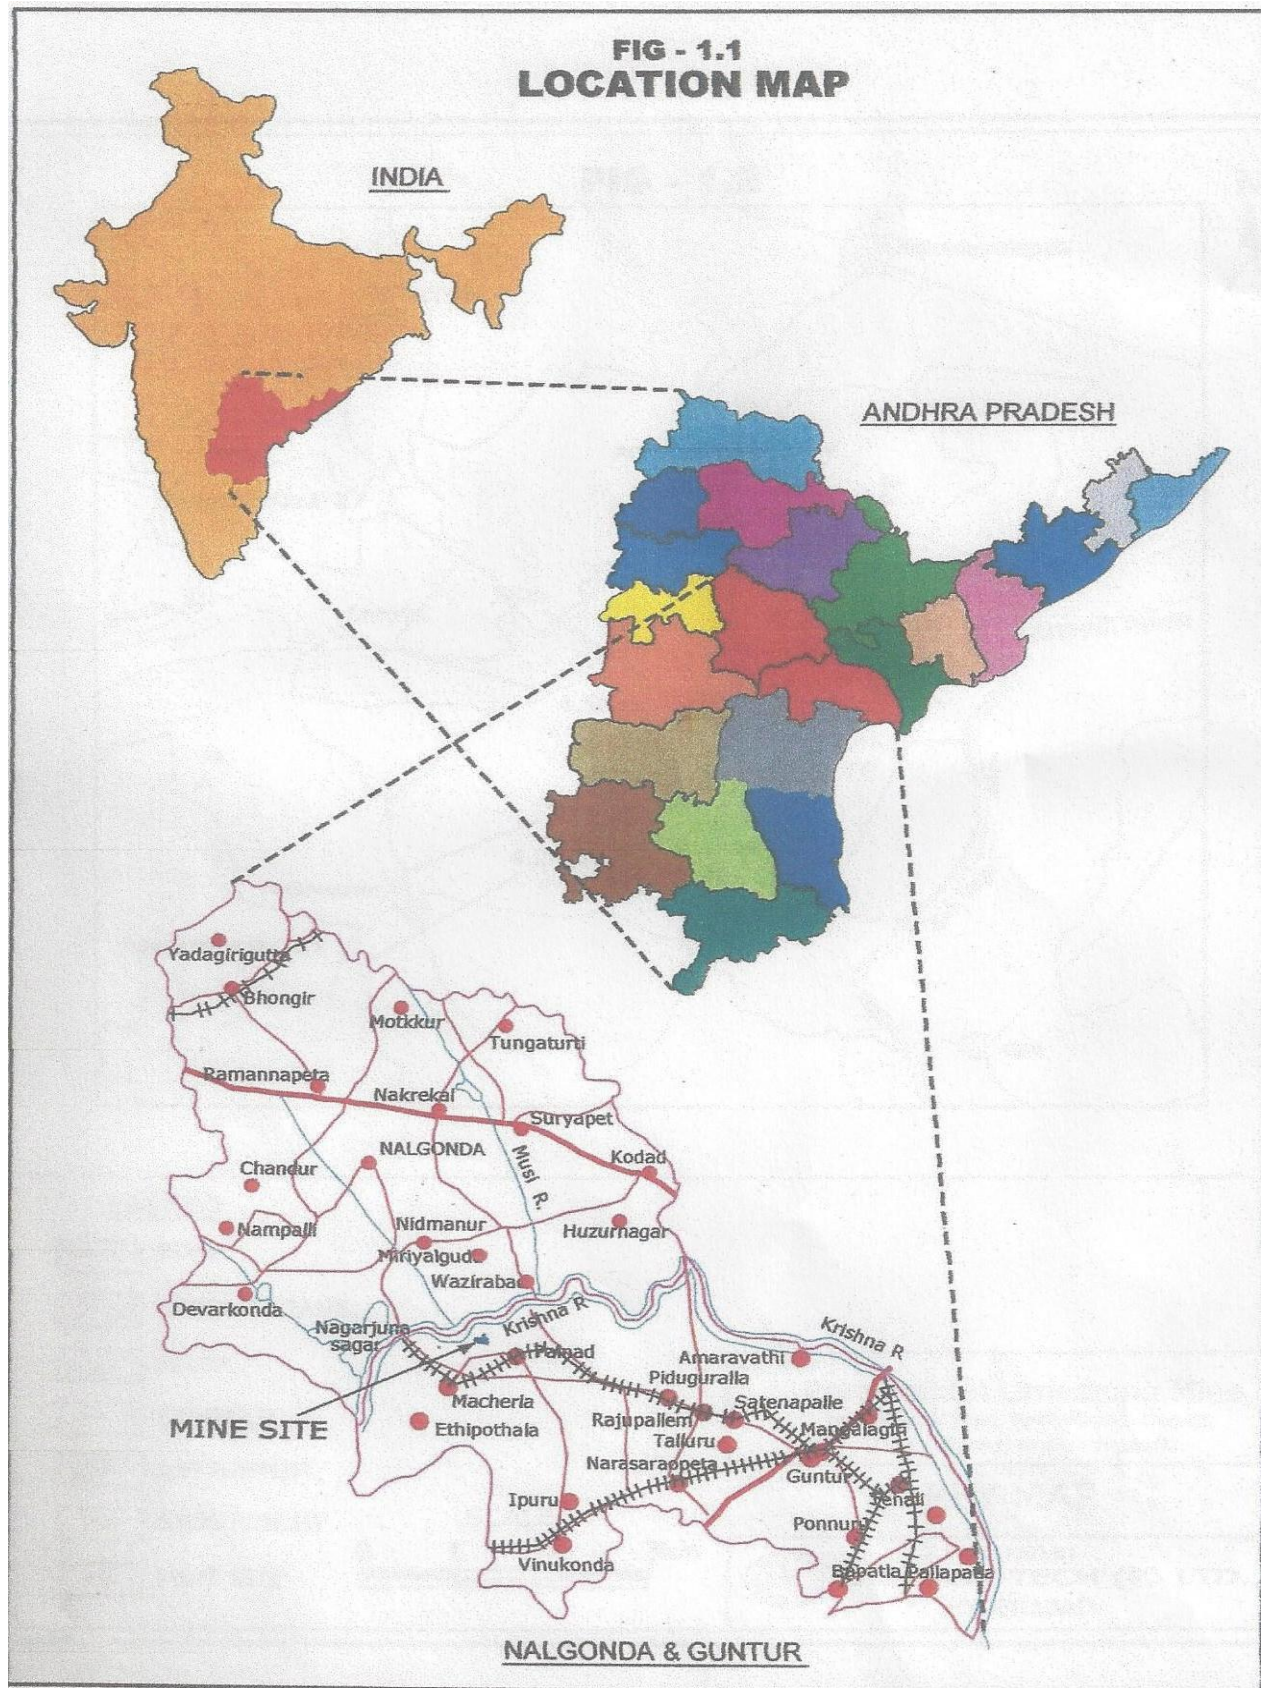 FIG - 1.1
LOCATION MAP
INDIA
ANDHRA PRADESH
Yadagirigutta
Bhongir
Motkkur
Tungaturti
Ramannapeta
Nakrekal
Suryapet
Musi R.
NALGONDA
Kodad
Chandur
Nampalli
Nidmanur
Huzurnagar
Miriyalguda
Wazirabad
Devarkonda
Nagarjuna
sagar
Krishna R
Krishna R
Palnad
Amaravathi
Piduguralla
Macherla
Satenapalle
MINE SITE
Ethipothala
Rajupallem
Mangalagiri
Talluru
Narasaraopeta
Guntur
Tenali
Ipuru
Ponnuru
Vinukonda
Bapatla
Pallapatla
NALGONDA & GUNTUR